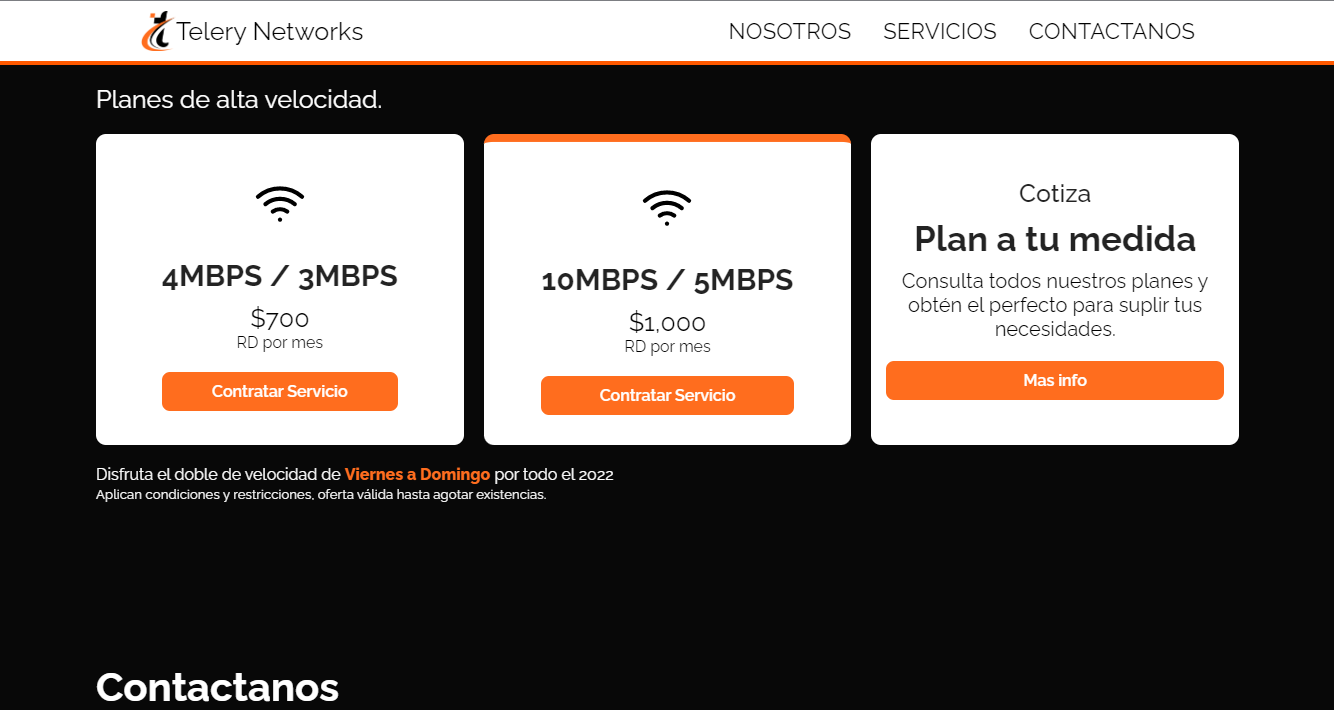 Telery Networks
NOSOTROS SERVICIOS CONTACTANOS
Planes de alta velocidad.
4MBPS / 3MBPS
$700
RD por mes
Contratar Servicio
10MBPS / 5MBPS
$1,000
RD por mes
Contratar Servicio
Cotiza
Plan a tu medida
Consulta todos nuestros planes y
obtén el perfecto para suplir tus
necesidades.
Mas info
Disfruta el doble de velocidad de Viernes a Domingo por todo el 2022
Aplican condiciones y restricciones, oferta válida hasta agotar existencias.
Contactanos